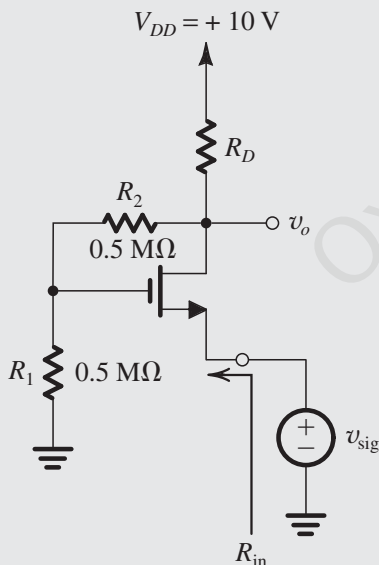 V_DD = + 10 V
R_D
R_2
v_o
0.5 MΩ
R_1
0.5 MΩ
+
−
v_sig
R_in